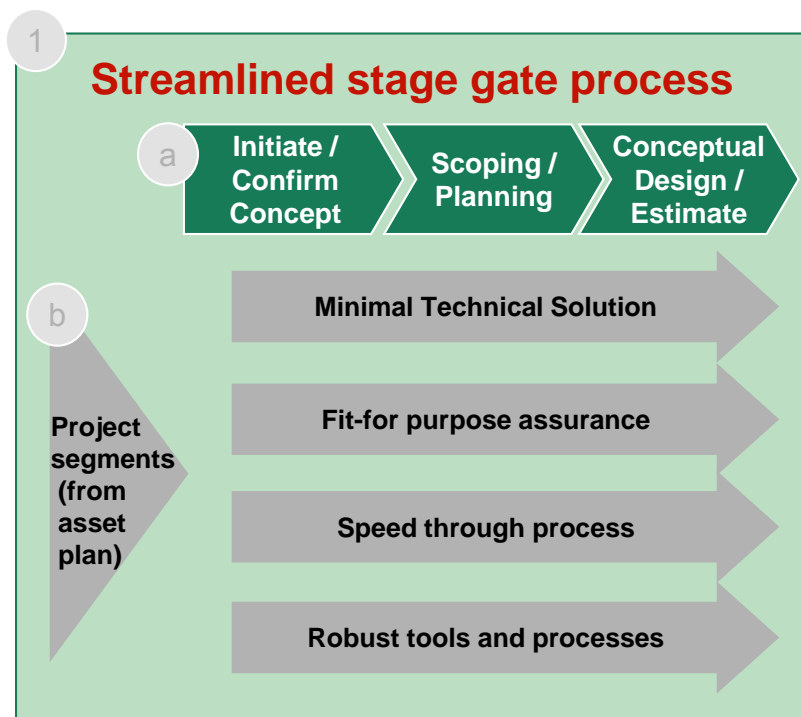 1
Streamlined stage gate process
a
Initiate /
Confirm
Concept
Scoping /
Planning
Conceptual
Design /
Estimate
b
Project
segments
(from
asset
plan)
Minimal Technical Solution
Fit-for purpose assurance
Speed through process
Robust tools and processes